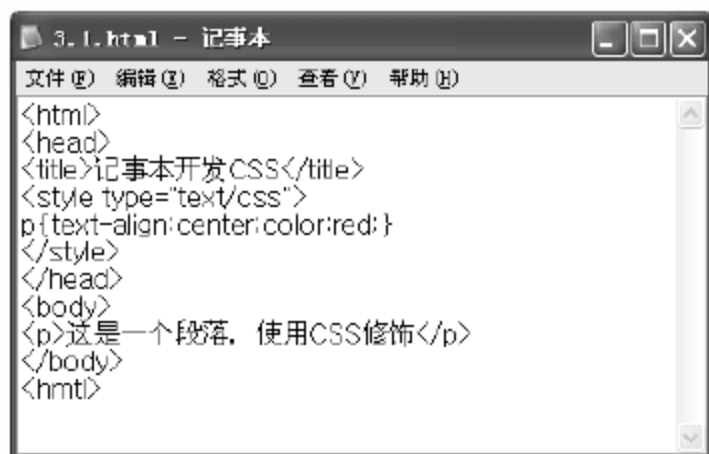 3.1.html - 记事本
文件(F) 编辑(E) 格式(O) 查看(V) 帮助(H)
<html>
<head>
<title>记事本开发CSS</title>
<style type="text/css">
p{text-align:center;color:red;}
</style>
</head>
<body>
<p>这是一个段落，使用CSS修饰</p>
</body>
<hmtl>